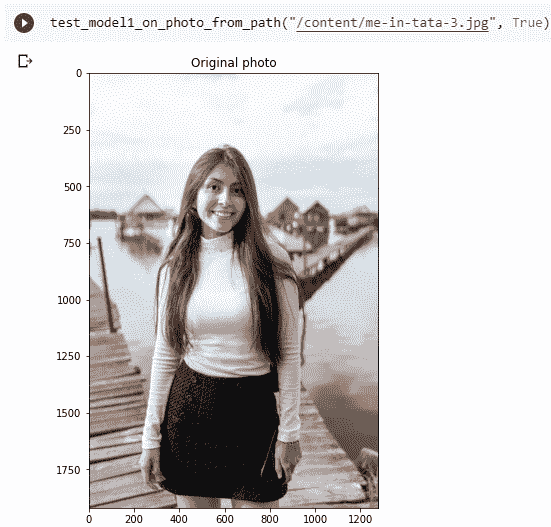 test_model1_on_photo_from_path("/content/me-in-tata-3.jpg", True)
Original photo
0
250
500
750
1000
1250
1500
1750
0 200 400 600 800 1000 1200